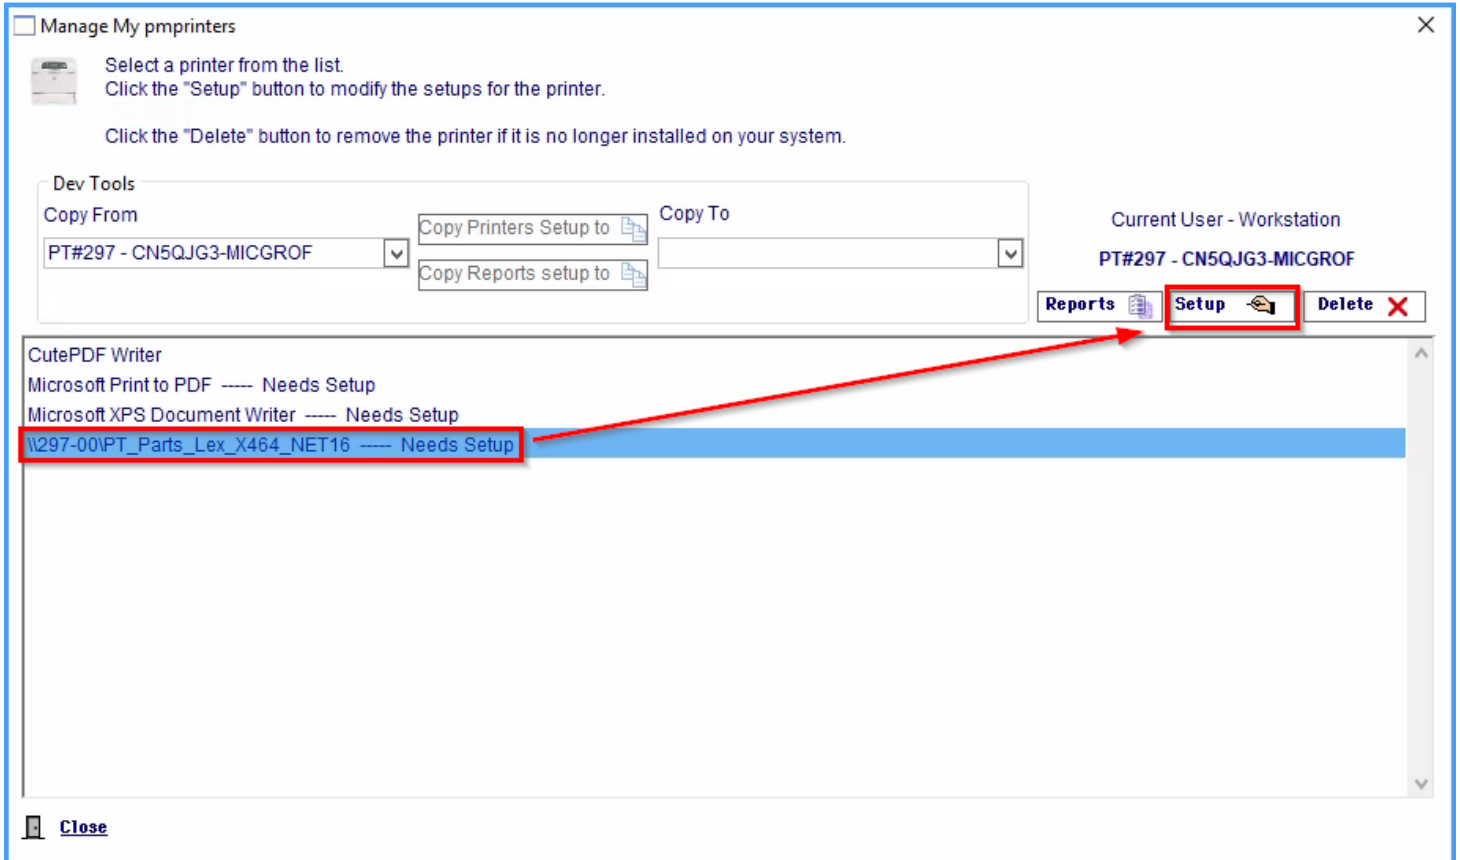 Manage My pmprinters
Select a printer from the list.
Click the "Setup" button to modify the setups for the printer.
Click the "Delete" button to remove the printer if it is no longer installed on your system.
Dev Tools
Copy From
PT#297 - CN5QJG3-MICGROF
Copy Printers Setup to
Copy Reports setup to
Copy To
Current User - Workstation
PT#297 - CN5QJG3-MICGROF
Reports
Setup
Delete
CutePDF Writer
Microsoft Print to PDF ----- Needs Setup
Microsoft XPS Document Writer ----- Needs Setup
\\297-00\PT_Parts_Lex_X464_NET16 ----- Needs Setup
Close